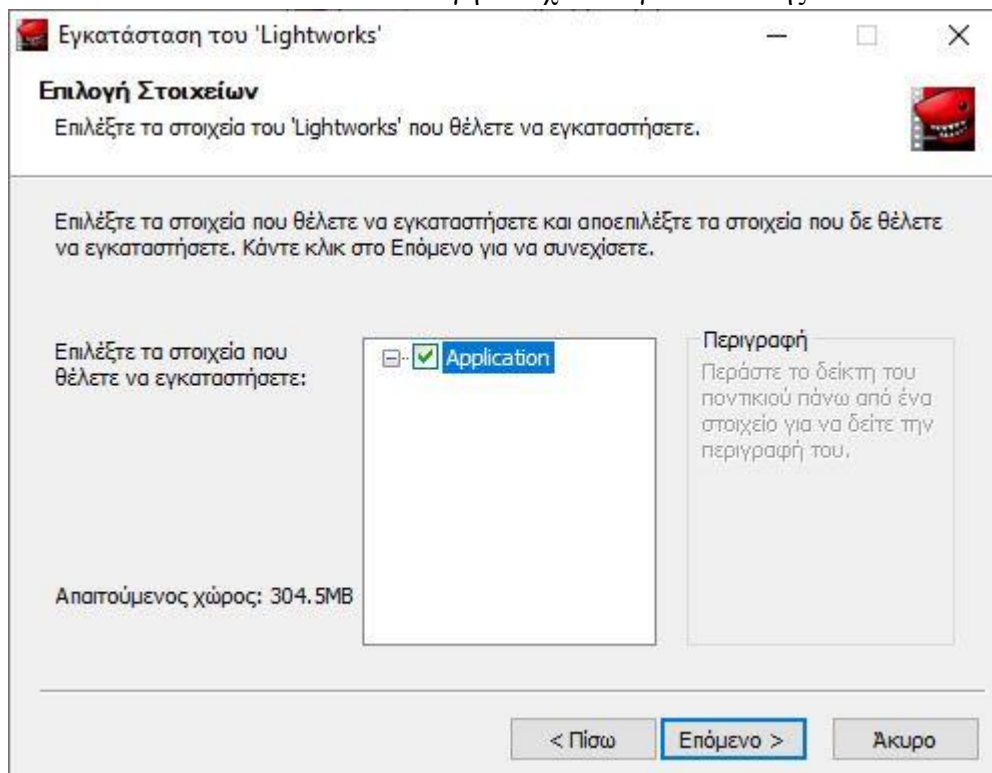 Εγκατάσταση του 'Lightworks'
Επιλογή Στοιχείων
Επιλέξτε τα στοιχεία του 'Lightworks' που θέλετε να εγκαταστήσετε.
Επιλέξτε τα στοιχεία που θέλετε να εγκαταστήσετε και αποεπιλέξτε τα στοιχεία που δε θέλετε
να εγκαταστήσετε. Κάντε κλικ στο Επόμενο για να συνεχίσετε.
Επιλέξτε τα στοιχεία που
θέλετε να εγκαταστήσετε:
Application
Περιγραφή
Περάστε το δείκτη του
ποντικιού πάνω από ένα
στοιχείο για να δείτε την
περιγραφή του.
Απαιτούμενος χώρος: 304.5MB
< Πίσω
Επόμενο >
Άκυρο